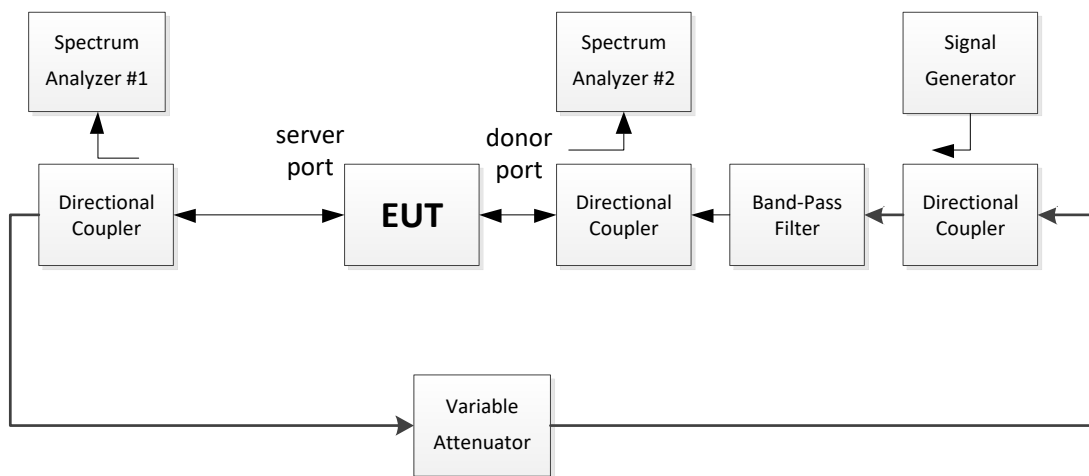 Spectrum
Analyzer #1
Spectrum
Analyzer #2
Signal
Generator
server
port
donor
port
Directional
Coupler
EUT
Directional
Coupler
Band-Pass
Filter
Directional
Coupler
Variable
Attenuator